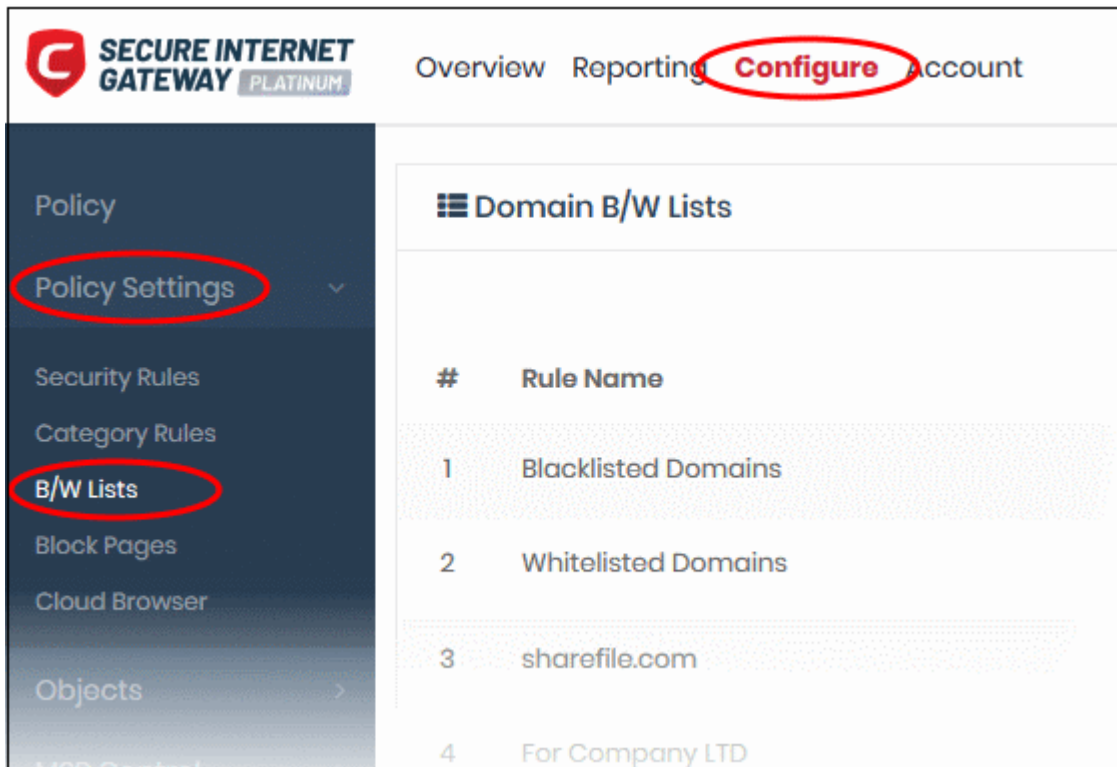 SECURE INTERNET
GATEWAY PLATINUM
Overview Reporting Configure Account
Policy
Policy Settings
Security Rules
Category Rules
B/W Lists
Block Pages
Cloud Browser
Objects
Domain B/W Lists
# Rule Name
1 Blacklisted Domains
2 Whitelisted Domains
3 sharefile.com
4 For Company LTD